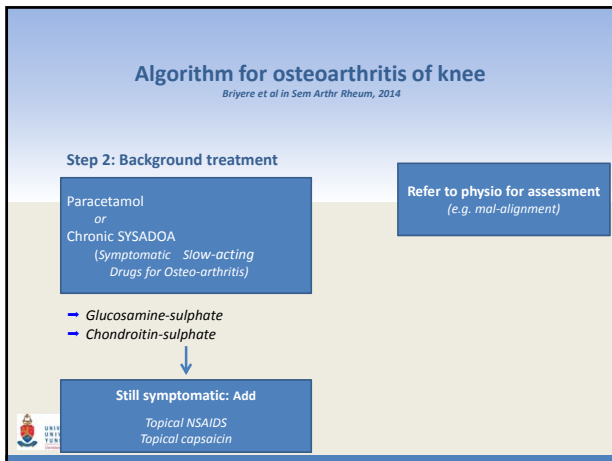 Algorithm for osteoarthritis of knee
Briyere et al in Sem Arthr Rheum, 2014
Step 2: Background treatment
Paracetamol
or
Chronic SYSADOA
(Symptomatic Slow-acting
Drugs for Osteo-arthritis)
➡ Glucosamine-sulphate
➡ Chondroitin-sulphate
Still symptomatic: Add
Topical NSAIDS
Topical capsaicin
Refer to physio for assessment
(e.g. mal-alignment)